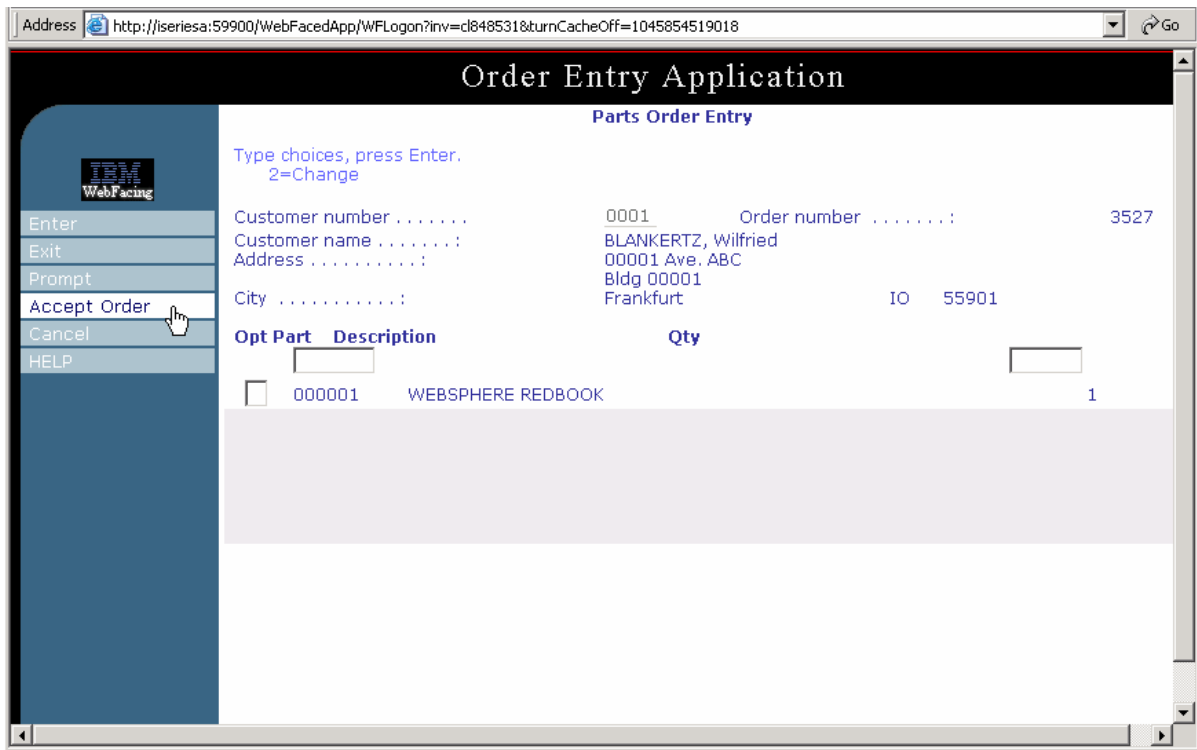 Address http://iseriesa:59900/WebFacedApp/WFLogon?inv=cl848531&turnCacheOff=1045854519018 Go
Order Entry Application
Parts Order Entry
IBM
WebFacing
Enter
Exit
Prompt
Accept Order
Cancel
HELP
Type choices, press Enter.
2=Change
Customer number . . . . . . . 0001 Order number . . . . . . . : 3527
Customer name . . . . . . . : BLANKERTZ, Wilfried
Address . . . . . . . . . . : 00001 Ave. ABC
Bldg 00001
City . . . . . . . . . . . : Frankfurt IO 55901
Opt Part Description Qty
000001 WEBSPHERE REDBOOK 1